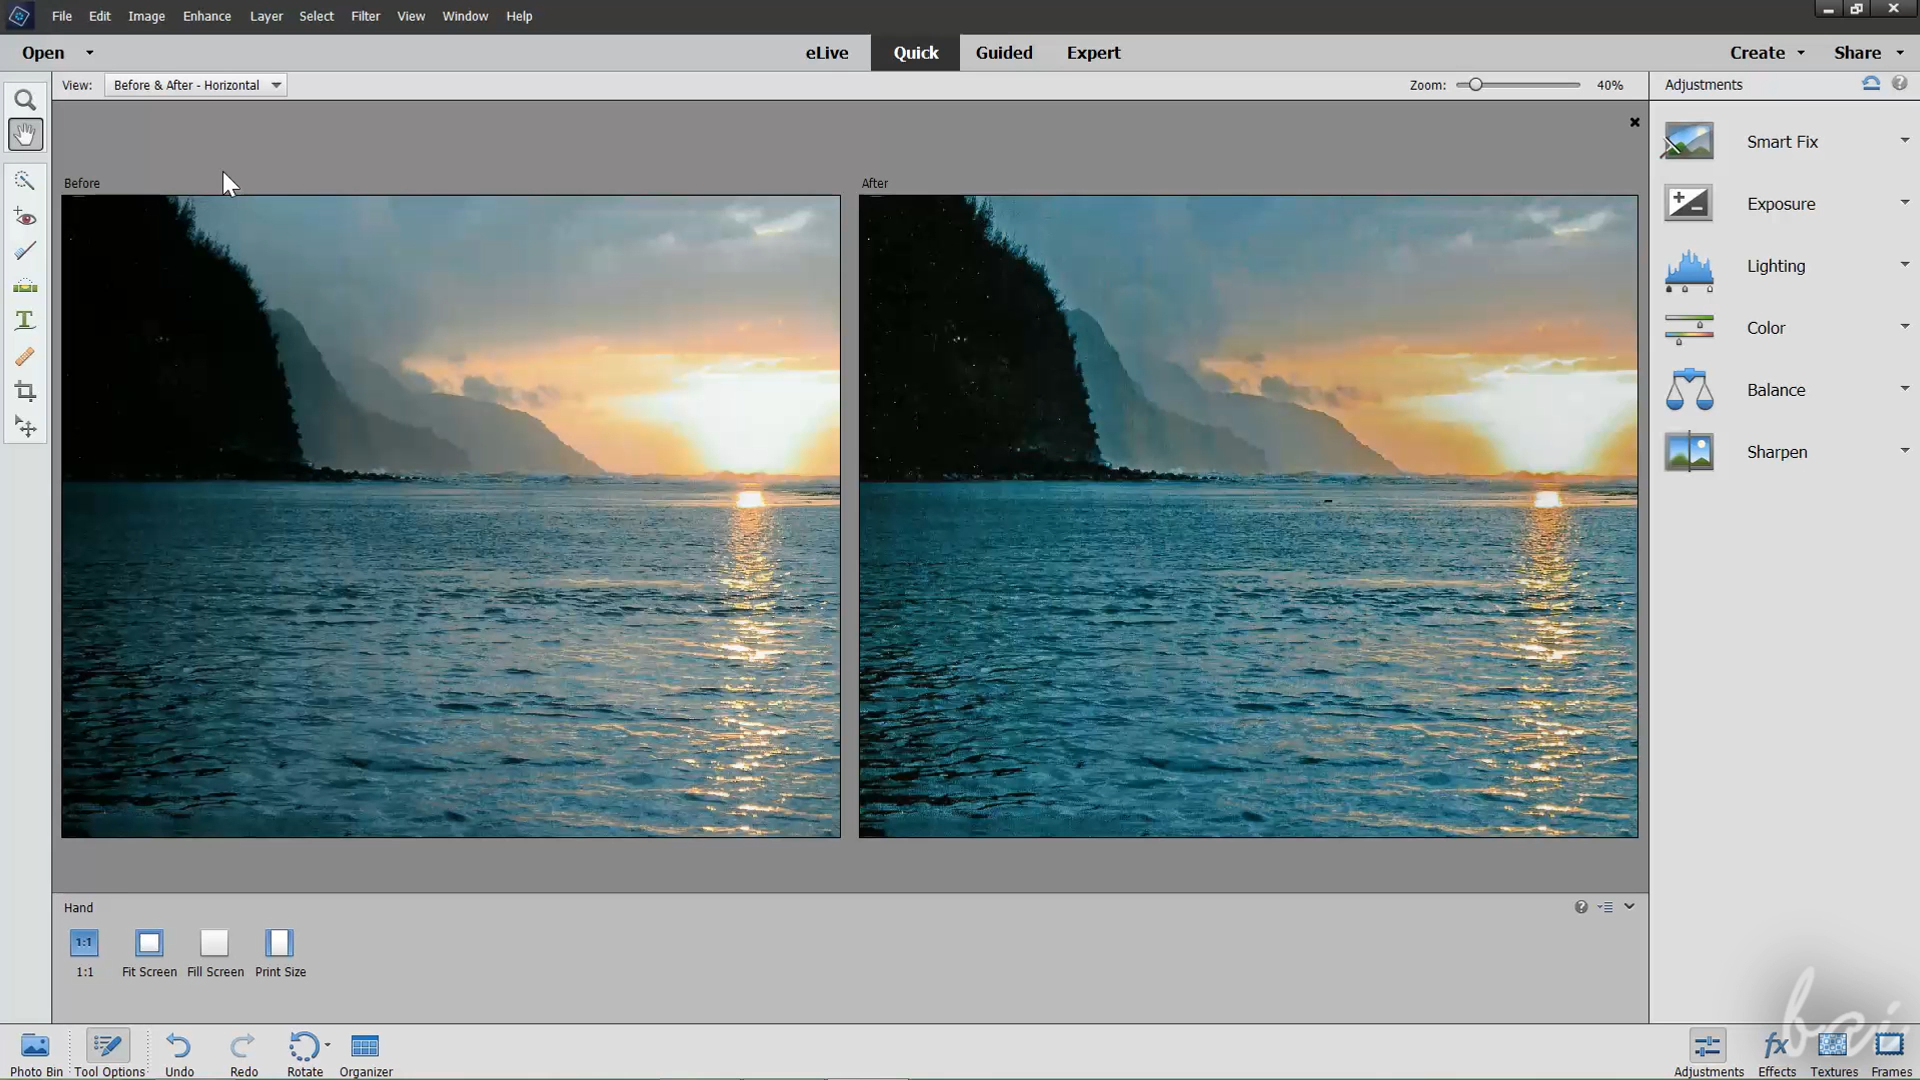 File Edit Image Enhance Layer Select Filter View Window Help
Open eLive Quick Guided Expert Create Share
View: Before & After - Horizontal Zoom: 40% Adjustments
Before After
Smart Fix
Exposure
Lighting
Color
Balance
Sharpen
Hand
1:1
1:1 Fit Screen Fill Screen Print Size
fx
Photo Bin Tool Options Undo Redo Rotate Organizer Adjustments Effects Textures Frames